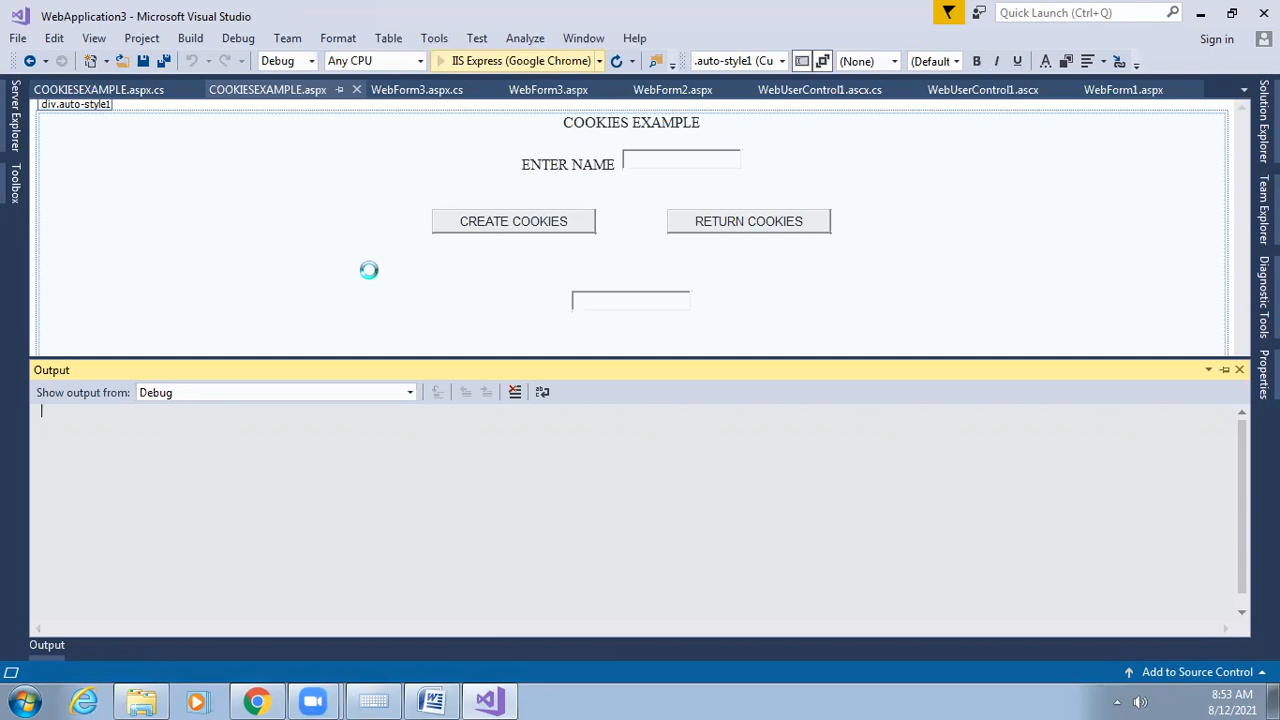 WebApplication3 - Microsoft Visual Studio
Quick Launch (Ctrl+Q)
File Edit View Project Build Debug Team Format Table Tools Test Analyze Window Help
Sign in
Debug Any CPU IIS Express (Google Chrome) .auto-style1 (Cu (None) (Default B I U A
COOKIESEXAMPLE.aspx.cs COOKIESEXAMPLE.aspx WebForm3.aspx.cs WebForm3.aspx WebForm2.aspx WebUserControl1.ascx.cs WebUserControl1.ascx WebForm1.aspx
Server Explorer
Toolbox
div.auto-style1
COOKIES EXAMPLE
ENTER NAME
CREATE COOKIES RETURN COOKIES
Solution Explorer
Team Explorer
Diagnostic Tools
Properties
Output
Show output from: Debug
Output
Add to Source Control
8:53 AM
8/12/2021